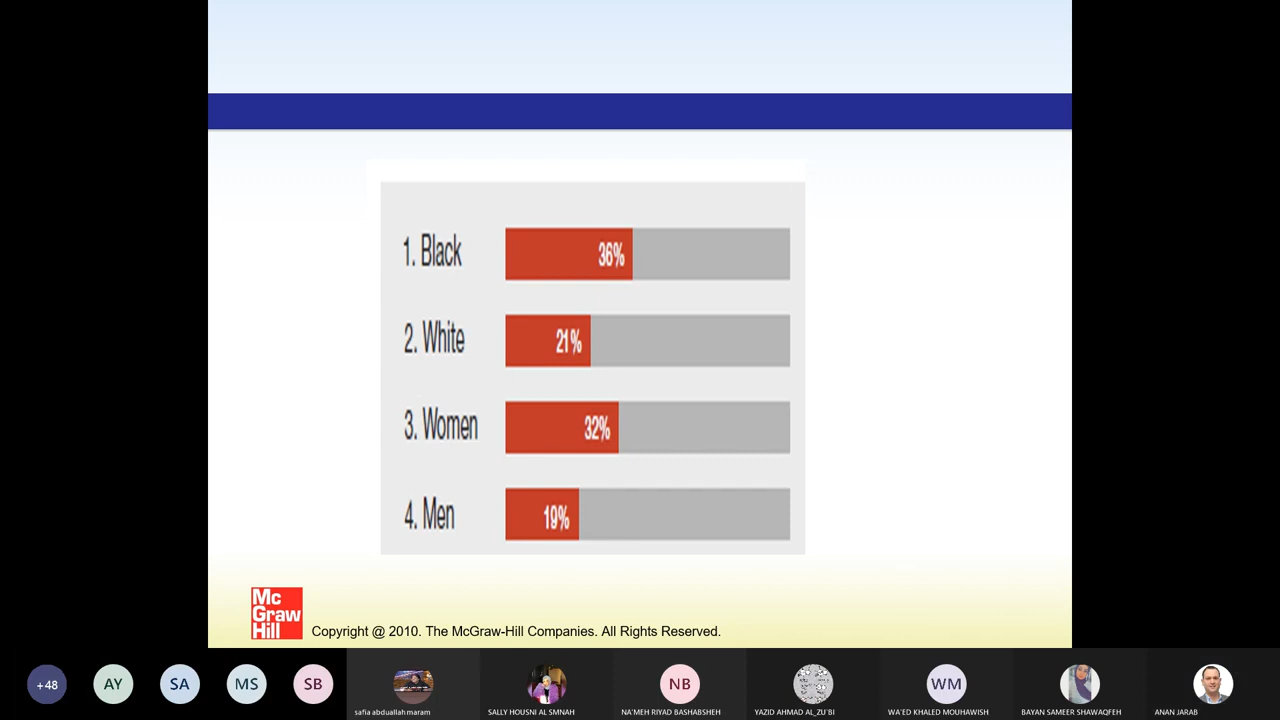 1. Black 36%
2. White 21%
3. Women 32%
4. Men 19%
Mc
Graw
Hill
Copyright @ 2010. The McGraw-Hill Companies. All Rights Reserved.
+48 AY SA MS SB NB WM
safia abduallah maram SALLY HOUSNI AL SMNAH NA'MEH RIYAD BASHABSHEH YAZID AHMAD AL_ZU'BI WA'ED KHALED MOUHAWISH BAYAN SAMEER SHAWAQFEH ANAN JARAB